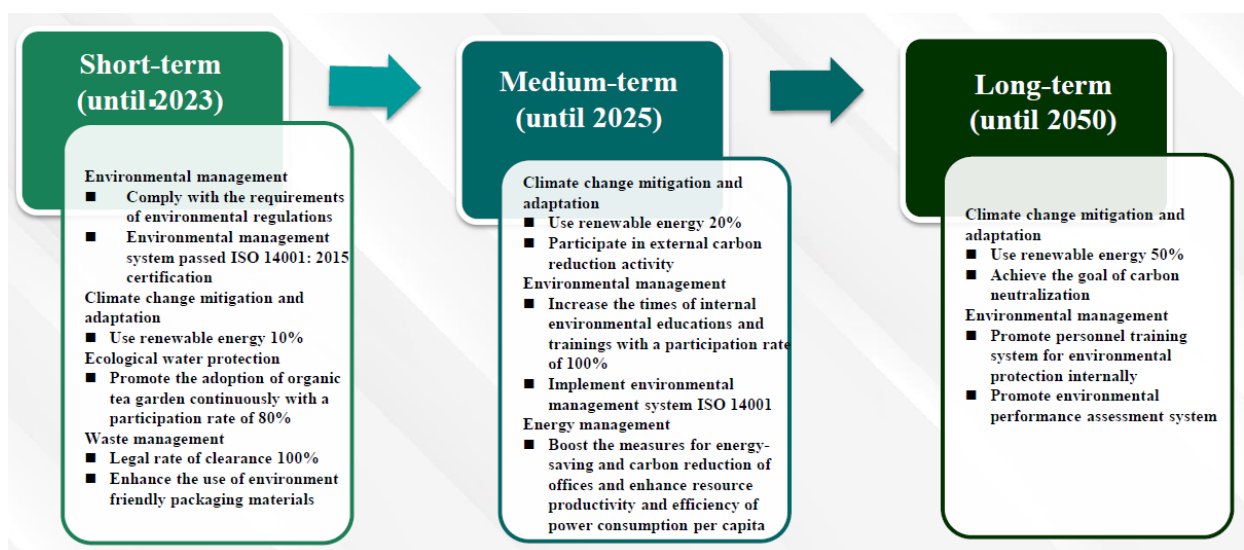 Short-term
(until 2023)
Environmental management
■ Comply with the requirements
of environmental regulations
■ Environmental management
system passed ISO 14001: 2015
certification
Climate change mitigation and
adaptation
■ Use renewable energy 10%
Ecological water protection
■ Promote the adoption of organic
tea garden continuously with a
participation rate of 80%
Waste management
■ Legal rate of clearance 100%
■ Enhance the use of environment
friendly packaging materials
Medium-term
(until 2025)
Climate change mitigation and
adaptation
■ Use renewable energy 20%
■ Participate in external carbon
reduction activity
Environmental management
■ Increase the times of internal
environmental educations and
trainings with a participation rate
of 100%
■ Implement environmental
management system ISO 14001
Energy management
■ Boost the measures for energy-
saving and carbon reduction of
offices and enhance resource
productivity and efficiency of
power consumption per capita
Long-term
(until 2050)
Climate change mitigation and
adaptation
■ Use renewable energy 50%
■ Achieve the goal of carbon
neutralization
Environmental management
■ Promote personnel training
system for environmental
protection internally
■ Promote environmental
performance assessment system